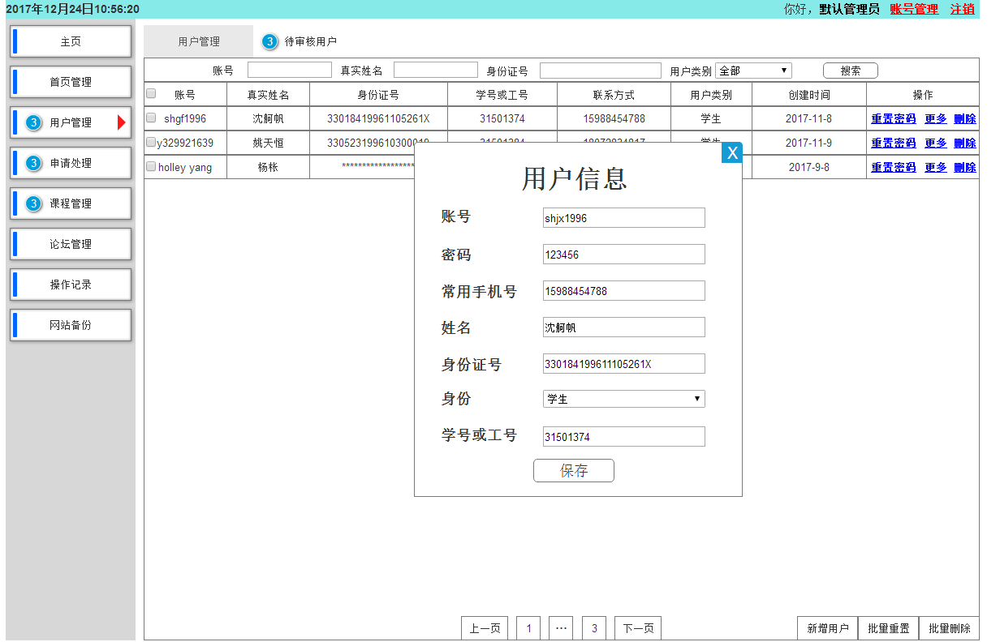 2017年12月24日10:56:20 你好，默认管理员 账号管理 注销
主页
首页管理
3 用户管理
3 申请处理
3 课程管理
论坛管理
操作记录
网站备份
用户管理 3 待审核用户
账号 真实姓名 身份证号 用户类别 全部 搜索
账号 真实姓名 身份证号 学号或工号 联系方式 用户类别 创建时间 操作
shgf1996 沈舸帆 33018419961105261X 31501374 15988454788 学生 2017-11-8 重置密码 更多 删除
y329921639 姚天恒 330523199610300019 31501384 18072834817 学生 2017-11-9 重置密码 更多 删除
holley yang 杨枨 ****************** 2017-9-8 重置密码 更多 删除
X
用户信息
账号 shjx1996
密码 123456
常用手机号 15988454788
姓名 沈舸帆
身份证号 330184199611105261X
身份 学生
学号或工号 31501374
保存
上一页 1 ... 3 下一页 新增用户 批量重置 批量删除